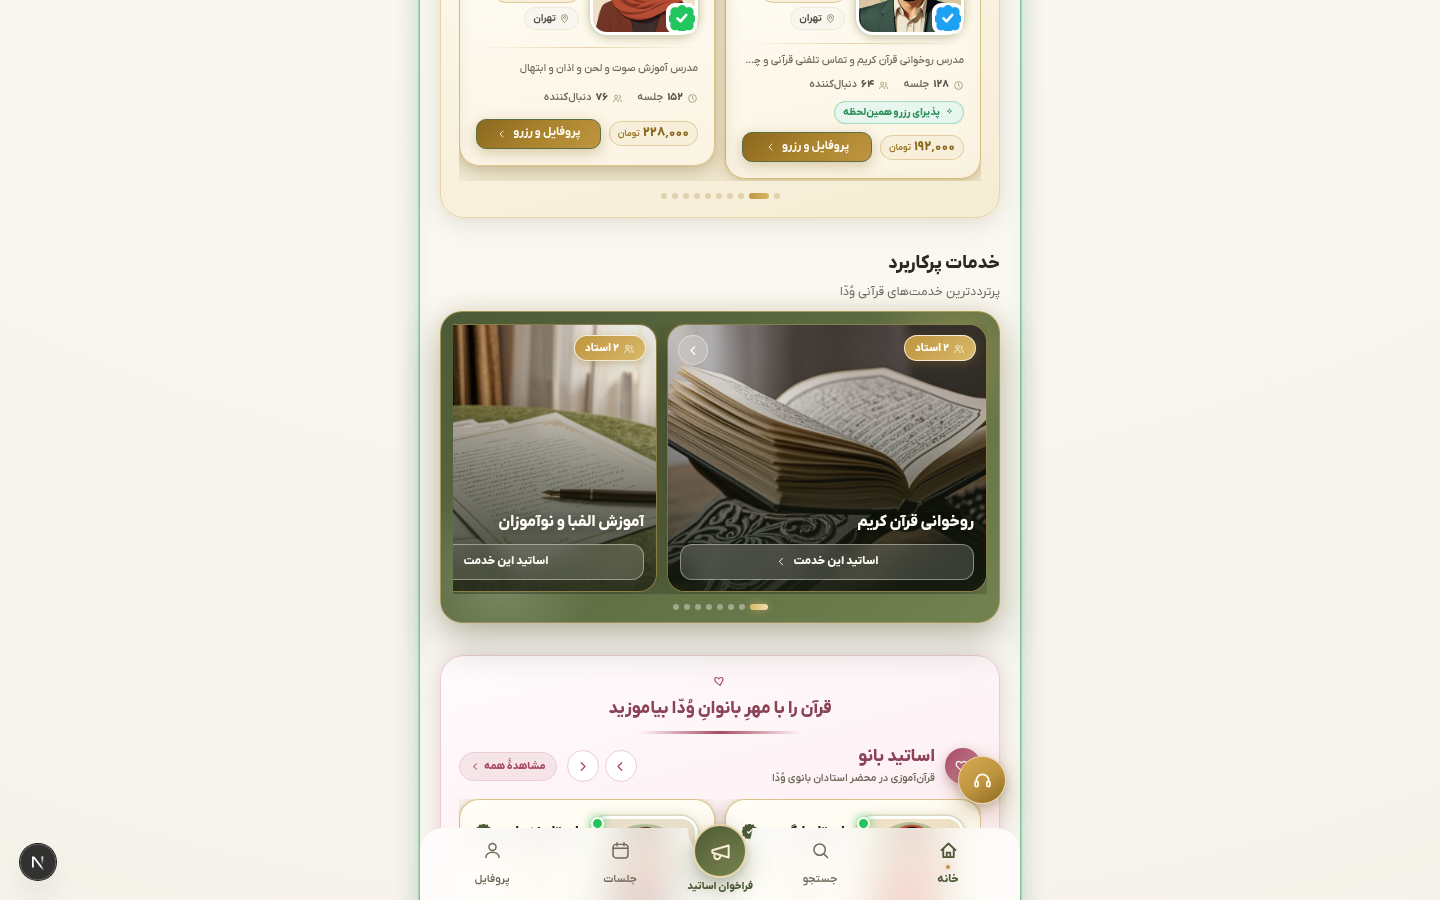 تهران
تهران
مدرس روخوانی قرآن کریم و تماس تلفنی قرآنی و چ...
۱۲۸ جلسه
۶۴ دنبال‌کننده
پذیرای رزرو همین‌لحظه
۱۹۲,۰۰۰ تومان
پروفایل و رزرو
مدرس آموزش صوت و لحن و اذان و ابتهال
۱۵۲ جلسه
۷۶ دنبال‌کننده
۲۲۸,۰۰۰ تومان
پروفایل و رزرو
خدمات پرکاربرد
پرترددترین خدمت‌های قرآنی وُدّا
۲ استاد
روخوانی قرآن کریم
اساتید این خدمت
۲ استاد
آموزش الفبا و نوآموزان
اساتید این خدمت
قرآن را با مهرِ بانوانِ وُدّا بیاموزید
اساتید بانو
قرآن‌آموزی در محضر استادان بانوی وُدّا
مشاهدهٔ همه
خانه
جستجو
فراخوان اساتید
جلسات
پروفایل
N